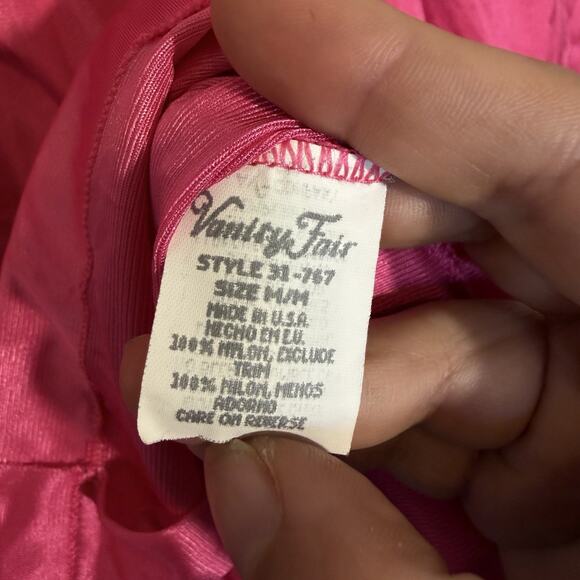 Vanity Fair
STYLE 31-767
SIZE M/M
MADE IN U.S.A.
HECHO EN E.U.
100% NYLON, EXCLUDE
TRIM
100% NILON, MENOS
ADORNO
CARE ON REVERSE